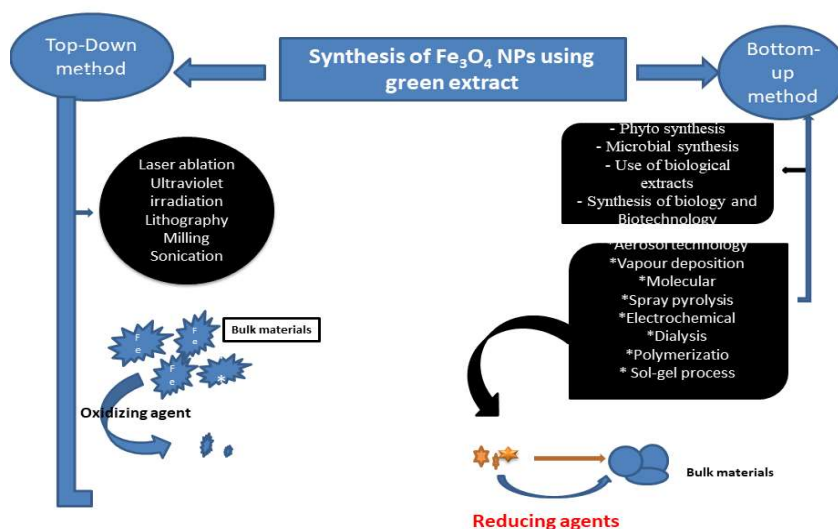 Top-Down
method
Synthesis of Fe3O4 NPs using
green extract
Bottom-
up
method
Laser ablation
Ultraviolet
irradiation
Lithography
Milling
Sonication
- Phyto synthesis
- Microbial synthesis
- Use of biological
extracts
- Synthesis of biology and
Biotechnology
*Aerosol technology
*Vapour deposition
*Molecular
*Spray pyrolysis
*Electrochemical
*Dialysis
*Polymerizatio
* Sol-gel process
Bulk materials
Fe
Fe
Fe
Oxidizing agent
Bulk materials
Reducing agents